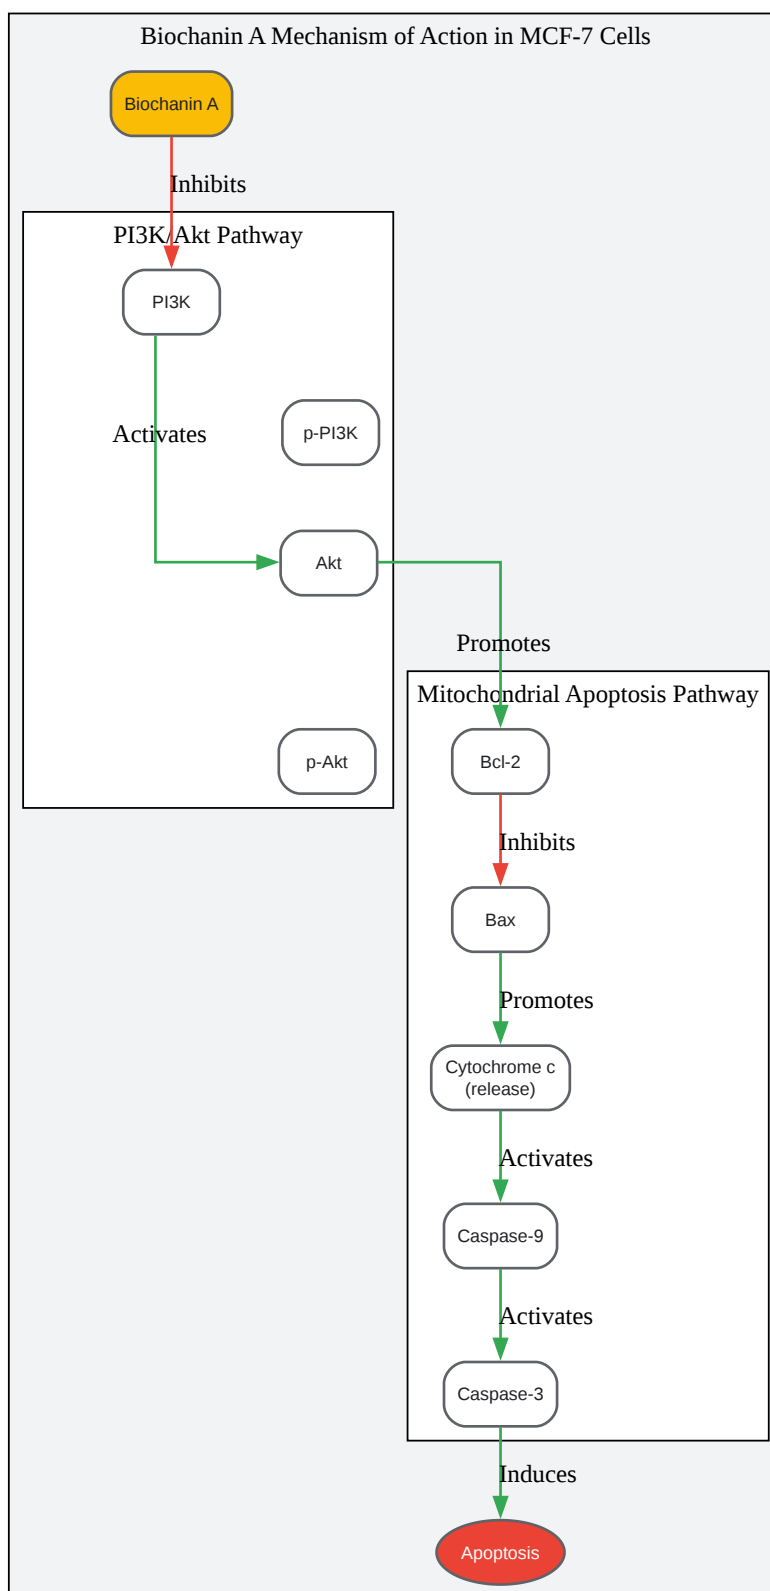 Biochanin A Mechanism of Action in MCF-7 Cells
Biochanin A
Inhibits
PI3K/Akt Pathway
PI3K
Activates
p-PI3K
Akt
Promotes
Mitochondrial Apoptosis Pathway
p-Akt
Bcl-2
Inhibits
Bax
Promotes
Cytochrome c
(release)
Activates
Caspase-9
Activates
Caspase-3
Induces
Apoptosis